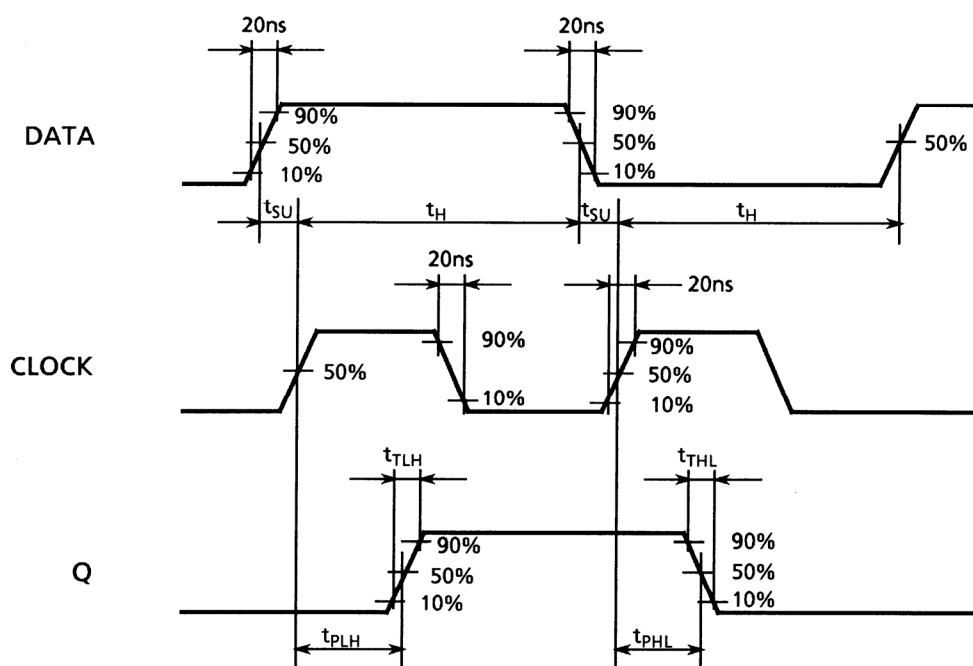 20ns 20ns
90% 90%
DATA 50% 50% 50%
10% 10%
tSU tH tSU tH
20ns 20ns
90% 90%
CLOCK 50% 50%
10% 10%
tTLH tTHL
90% 90%
Q 50% 50%
10% 10%
tPLH tPHL